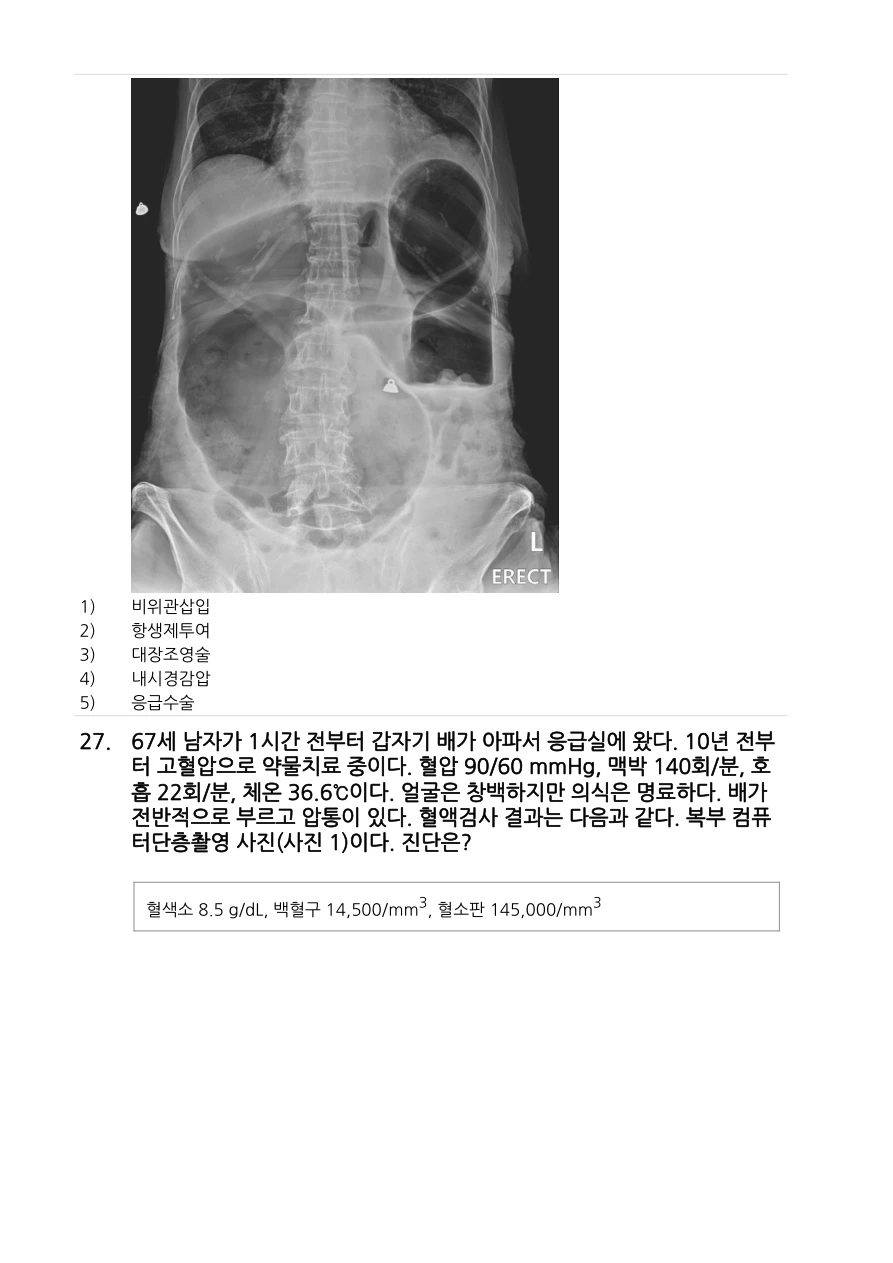 L
ERECT
1) 비위관삽입
2) 항생제투여
3) 대장조영술
4) 내시경감압
5) 응급수술
27. 67세 남자가 1시간 전부터 갑자기 배가 아파서 응급실에 왔다. 10년 전부
터 고혈압으로 약물치료 중이다. 혈압 90/60 mmHg, 맥박 140회/분, 호
흡 22회/분, 체온 36.6℃이다. 얼굴은 창백하지만 의식은 명료하다. 배가
전반적으로 부르고 압통이 있다. 혈액검사 결과는 다음과 같다. 복부 컴퓨
터단층촬영 사진(사진 1)이다. 진단은?
혈색소 8.5 g/dL, 백혈구 14,500/mm³, 혈소판 145,000/mm³